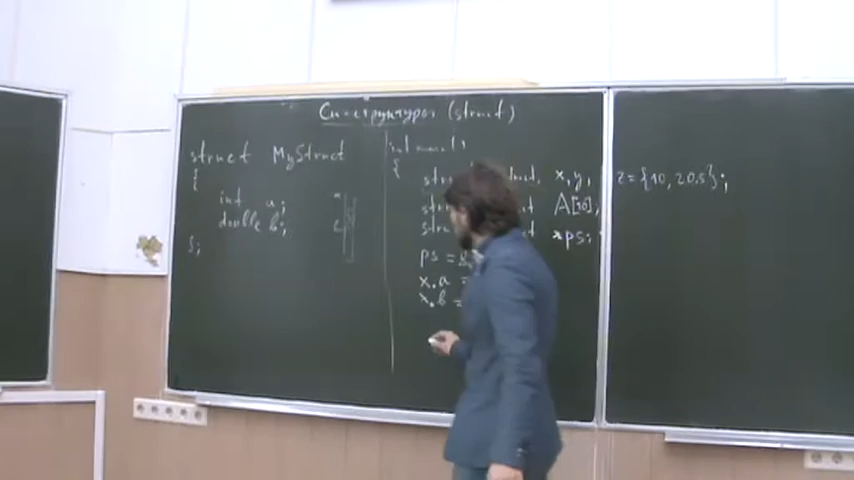 Структуры (struct)
struct MyStruct
{
int a;
double b;
};
int main()
{
x, y, z = {10, 20.5};
A[10];
*ps;
ps = &
x.a =
x.b =